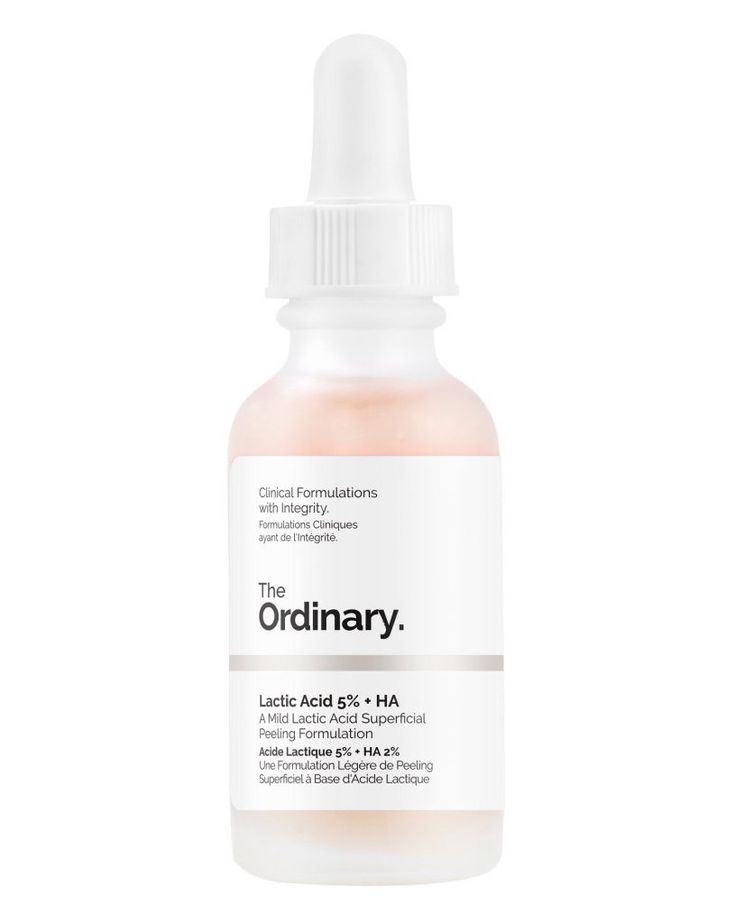 Clinical Formulations
with Integrity.
Formulations Cliniques
ayant de l'Intégrité.
The
Ordinary.
Lactic Acid 5% + HA
A Mild Lactic Acid Superficial
Peeling Formulation
Acide Lactique 5% + HA 2%
Une Formulation Légère de Peeling
Superficiel à Base d'Acide Lactique